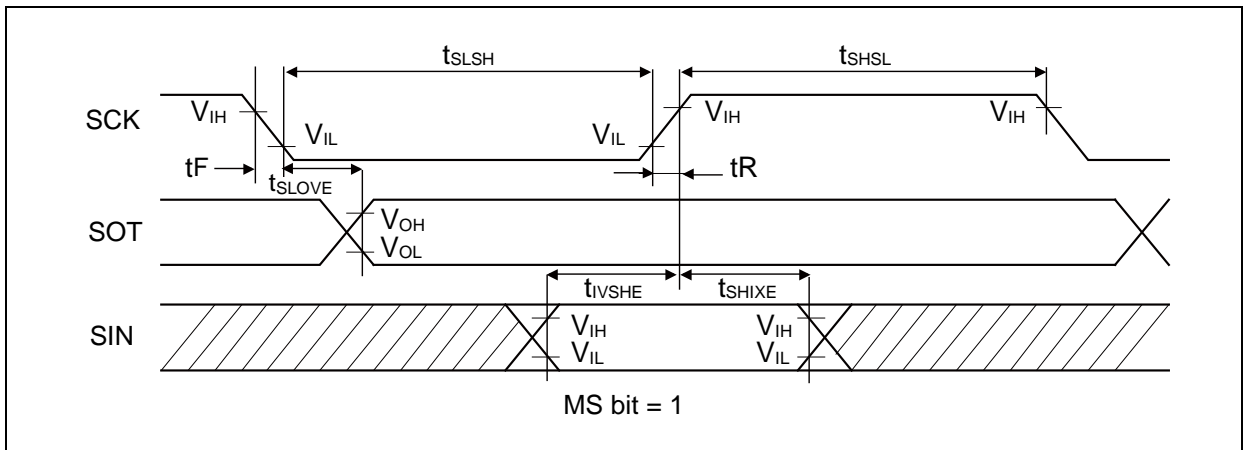 tSLSH
tSHSL
SCK
VIH
VIL
VIL
VIH
VIH
tF
tSLOVE
tR
SOT
VOH
VOL
tIVSHE
tSHIXE
SIN
VIH
VIL
VIH
VIL
MS bit = 1